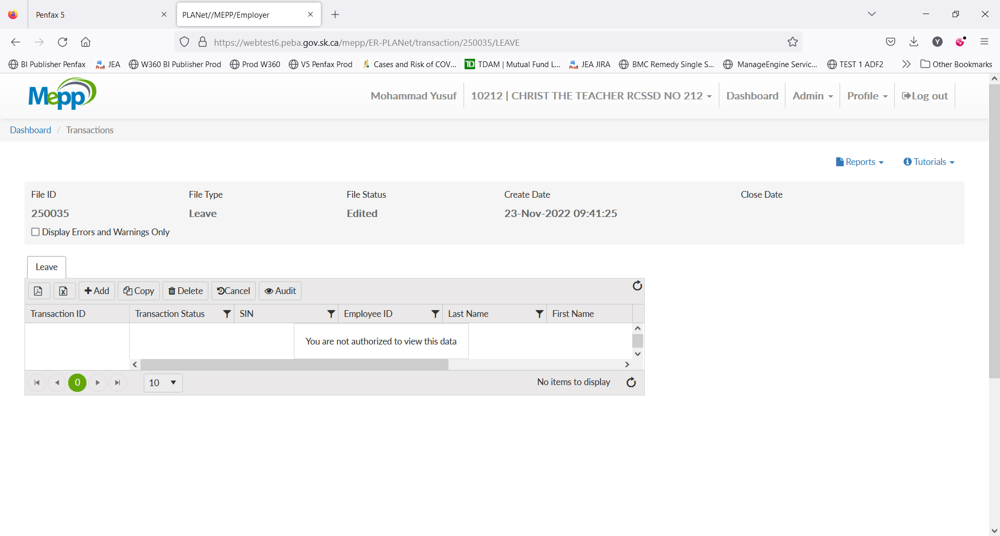 Penfax 5
PLANet//MEPP/Employer
https://webtest6.peba.gov.sk.ca/mepp/ER-PLANet/transaction/250035/LEAVE
Y
BI Publisher Penfax
Prod JEA
W360 BI Publisher Prod
Prod W360
V5 Penfax Prod
Cases and Risk of COV...
TD TDAM | Mutual Fund L...
Prod JEA JIRA
BMC Remedy Single S...
ManageEngine Servic...
TEST 1 ADF2
Other Bookmarks
Mepp
Mohammad Yusuf
10212 | CHRIST THE TEACHER RCSSD NO 212
Dashboard
Admin
Profile
Log out
Dashboard / Transactions
Reports
Tutorials
File ID File Type File Status Create Date Close Date
250035 Leave Edited 23-Nov-2022 09:41:25
Display Errors and Warnings Only
Leave
Add Copy Delete Cancel Audit
Transaction ID Transaction Status SIN Employee ID Last Name First Name
You are not authorized to view this data
0 10 No items to display